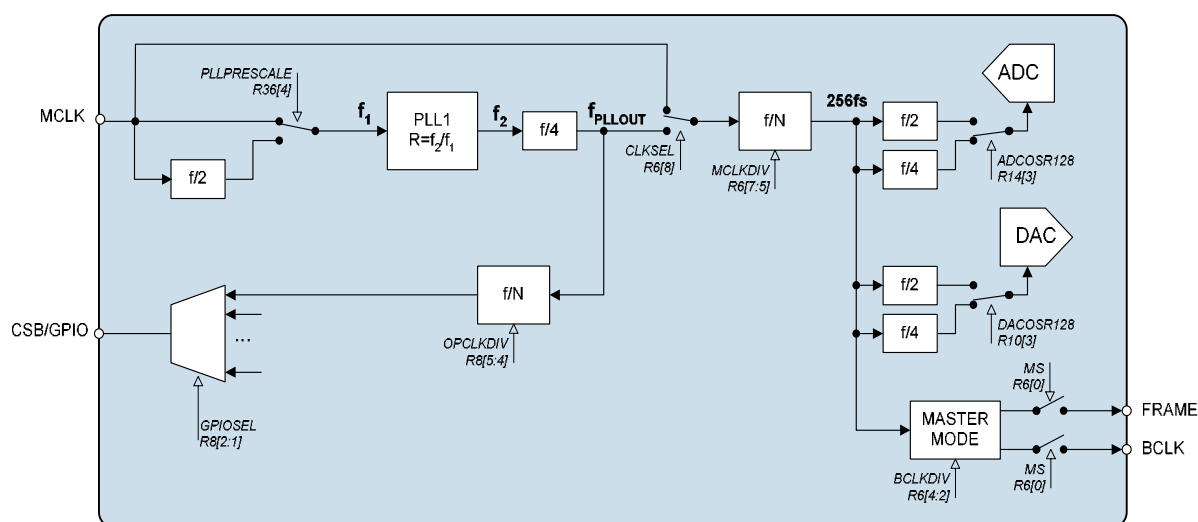 ADC
PLLPRESCALE
R36[4]
MCLK
f1
PLL1
R=f2/f1
f2
f/4
fPLLOUT
f/2
CLKSEL
R6[8]
f/N
MCLKDIV
R6[7:5]
256fs
f/2
f/4
ADCOSR128
R14[3]
DAC
f/2
f/4
DACOSR128
R10[3]
CSB/GPIO
...
GPIOSEL
R8[2:1]
f/N
OPCLKDIV
R8[5:4]
MS
R6[0]
FRAME
MASTER
MODE
BCLK
BCLKDIV
R6[4:2]
MS
R6[0]